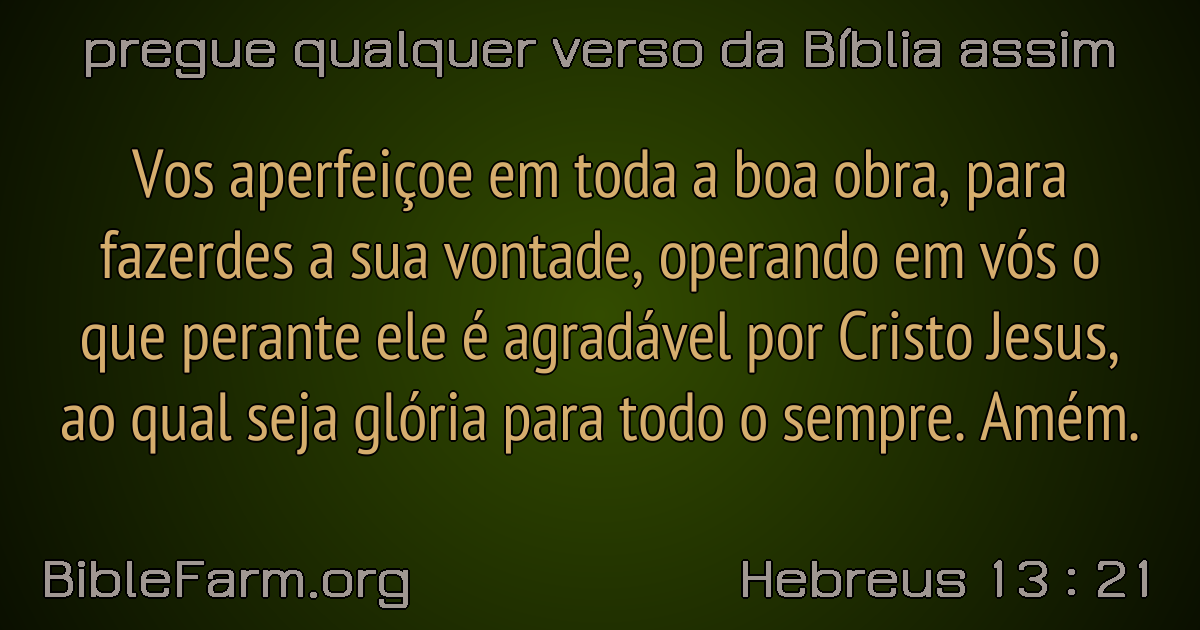 pregue qualquer verso da Bíblia assim
Vos aperfeiçoe em toda a boa obra, para
fazerdes a sua vontade, operando em vós o
que perante ele é agradável por Cristo Jesus,
ao qual seja glória para todo o sempre. Amém.
BibleFarm.org
Hebreus 13 : 21